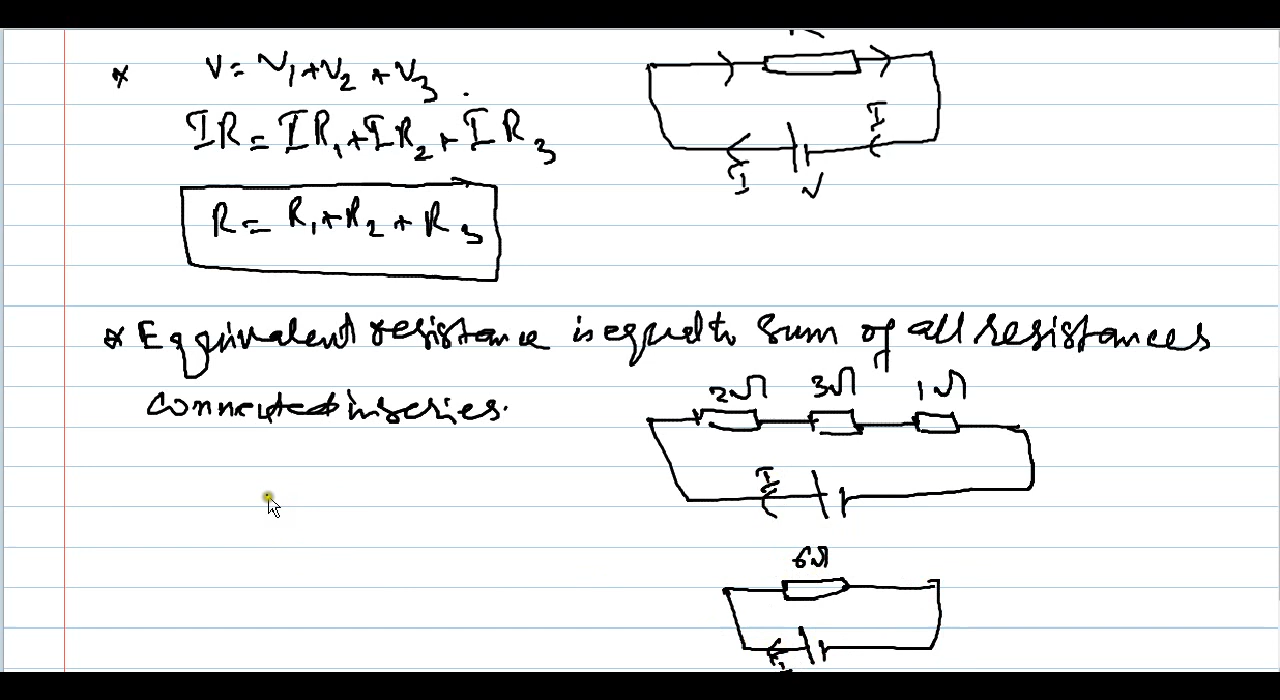 * V = V₁ + V₂ + V₃.
IR = IR₁ + IR₂ + IR₃
R = R₁ + R₂ + R₃
R
I
I
V
* Equivalent resistance is equal to sum of all resistances
connected in series.
2Ω 3Ω 1Ω
I
6Ω
I